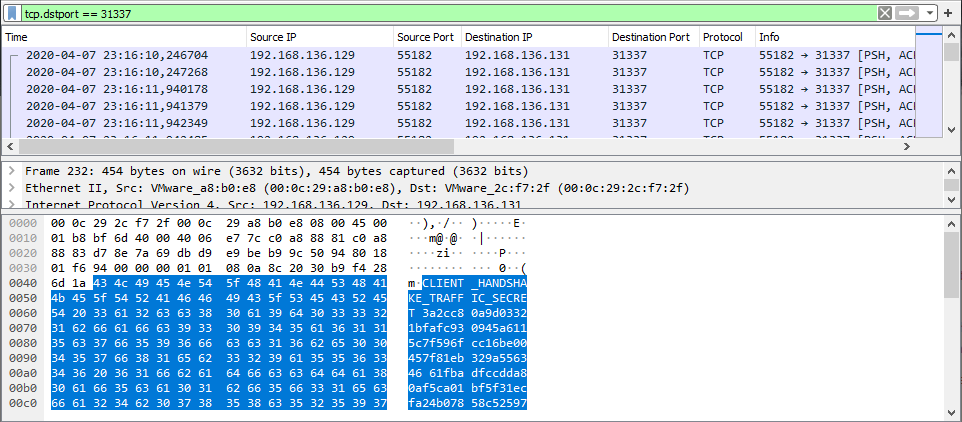 tcp.dstport == 31337
Time Source IP Source Port Destination IP Destination Port Protocol Info
2020-04-07 23:16:10,246704 192.168.136.129 55182 192.168.136.131 31337 TCP 55182 → 31337 [PSH, ACK
2020-04-07 23:16:10,247268 192.168.136.129 55182 192.168.136.131 31337 TCP 55182 → 31337 [PSH, ACK
2020-04-07 23:16:11,940178 192.168.136.129 55182 192.168.136.131 31337 TCP 55182 → 31337 [PSH, ACK
2020-04-07 23:16:11,941379 192.168.136.129 55182 192.168.136.131 31337 TCP 55182 → 31337 [PSH, ACK
2020-04-07 23:16:11,942349 192.168.136.129 55182 192.168.136.131 31337 TCP 55182 → 31337 [PSH, ACK
Frame 232: 454 bytes on wire (3632 bits), 454 bytes captured (3632 bits)
Ethernet II, Src: VMware_a8:b0:e8 (00:0c:29:a8:b0:e8), Dst: VMware_2c:f7:2f (00:0c:29:2c:f7:2f)
Internet Protocol Version 4, Src: 192.168.136.129, Dst: 192.168.136.131
0000 00 0c 29 2c f7 2f 00 0c 29 a8 b0 e8 08 00 45 00 ··),·/·· )·····E·
0010 01 b8 bf 6d 40 00 40 06 e7 7c c0 a8 88 81 c0 a8 ···m@·@· ·|······
0020 88 83 d7 8e 7a 69 db d9 e9 be b9 9c 50 94 80 18 ····zi·· ····P···
0030 01 f6 94 00 00 00 01 01 08 0a 8c 20 30 b9 f4 28 ········ ··· 0··(
0040 6d 1a 43 4c 49 45 4e 54 5f 48 41 4e 44 53 48 41 m·CLIENT _HANDSHA
0050 4b 45 5f 54 52 41 46 46 49 43 5f 53 45 43 52 45 KE_TRAFF IC_SECRE
0060 54 20 33 61 32 63 63 38 30 61 39 64 30 33 33 32 T 3a2cc8 0a9d0332
0070 31 62 66 61 66 63 39 33 30 39 34 35 61 36 31 31 1bfafc93 0945a611
0080 35 63 37 66 35 39 36 66 63 63 31 36 62 65 30 30 5c7f596f cc16be00
0090 34 35 37 66 38 31 65 62 33 32 39 61 35 35 36 33 457f81eb 329a5563
00a0 34 36 20 36 31 66 62 61 64 66 63 63 64 64 61 38 46 61fba dfccdda8
00b0 30 61 66 35 63 61 30 31 62 66 35 66 33 31 65 63 0af5ca01 bf5f31ec
00c0 66 61 32 34 62 30 37 38 35 38 63 35 32 35 39 37 fa24b078 58c52597